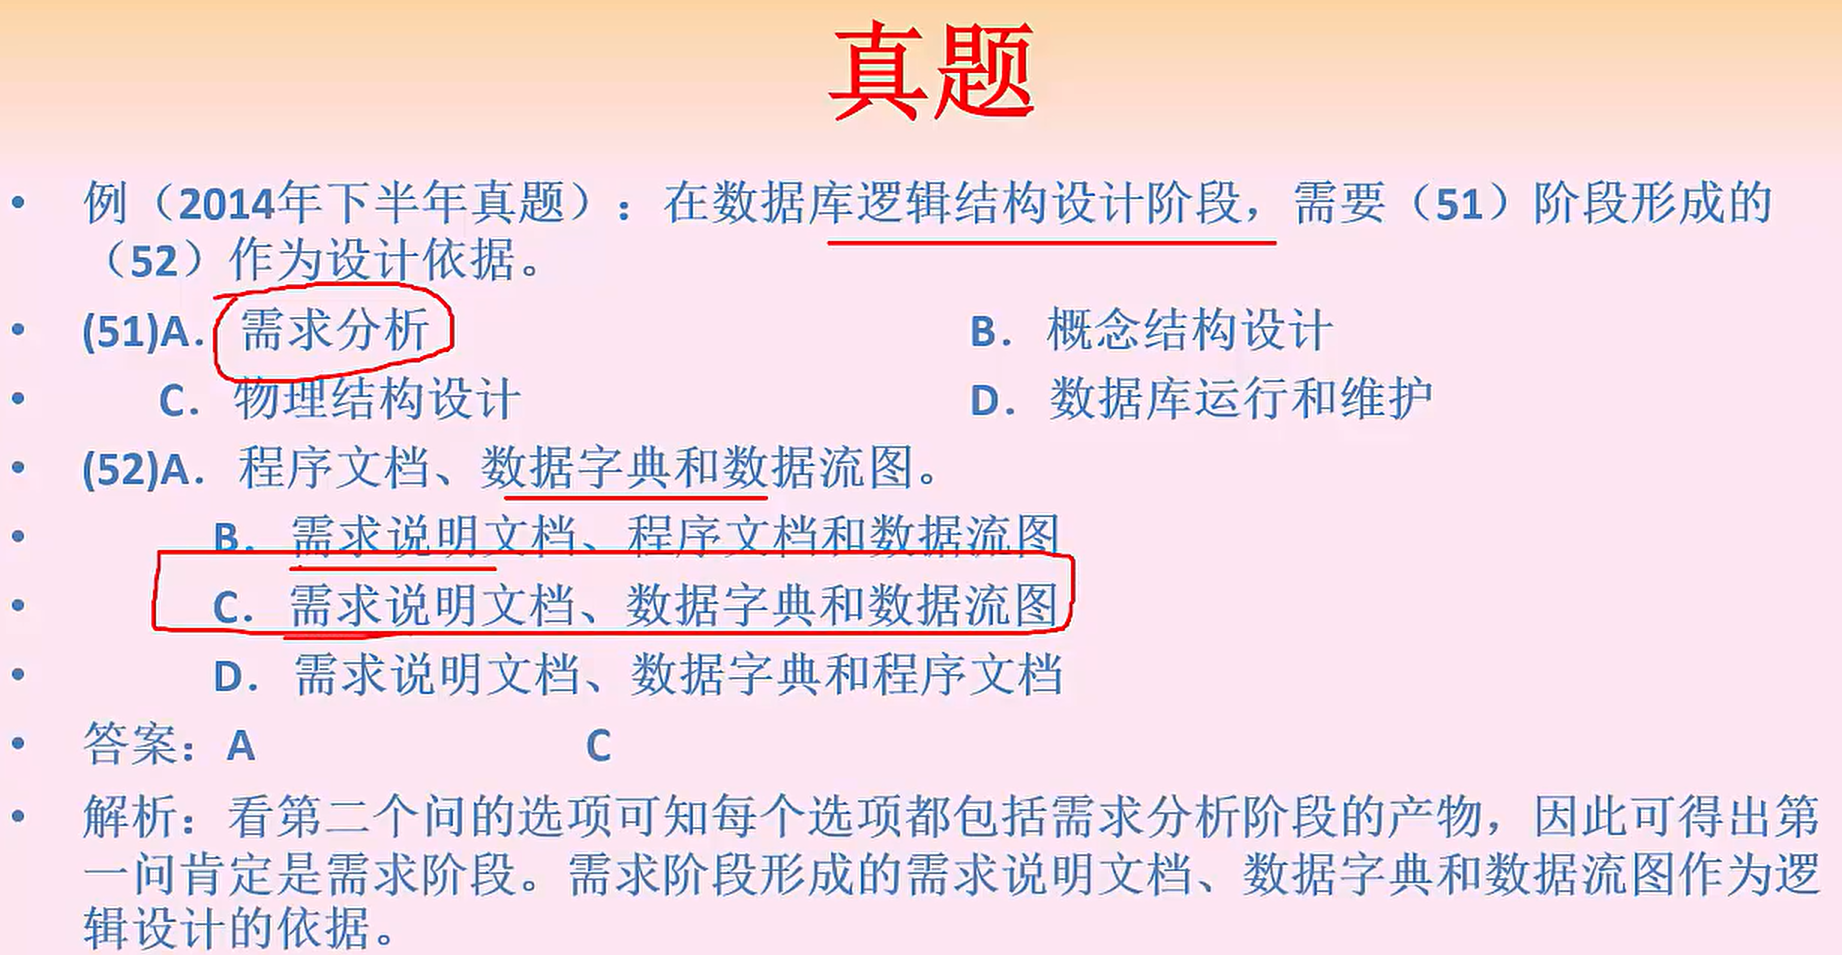 真题
• 例（2014年下半年真题）：在数据库逻辑结构设计阶段，需要（51）阶段形成的
（52）作为设计依据。
• (51)A．需求分析 B．概念结构设计
• C．物理结构设计 D．数据库运行和维护
• (52)A．程序文档、数据字典和数据流图。
• B．需求说明文档、程序文档和数据流图
• C．需求说明文档、数据字典和数据流图
• D．需求说明文档、数据字典和程序文档
• 答案：A C
• 解析：看第二个问的选项可知每个选项都包括需求分析阶段的产物，因此可得出第
一问肯定是需求阶段。需求阶段形成的需求说明文档、数据字典和数据流图作为逻
辑设计的依据。